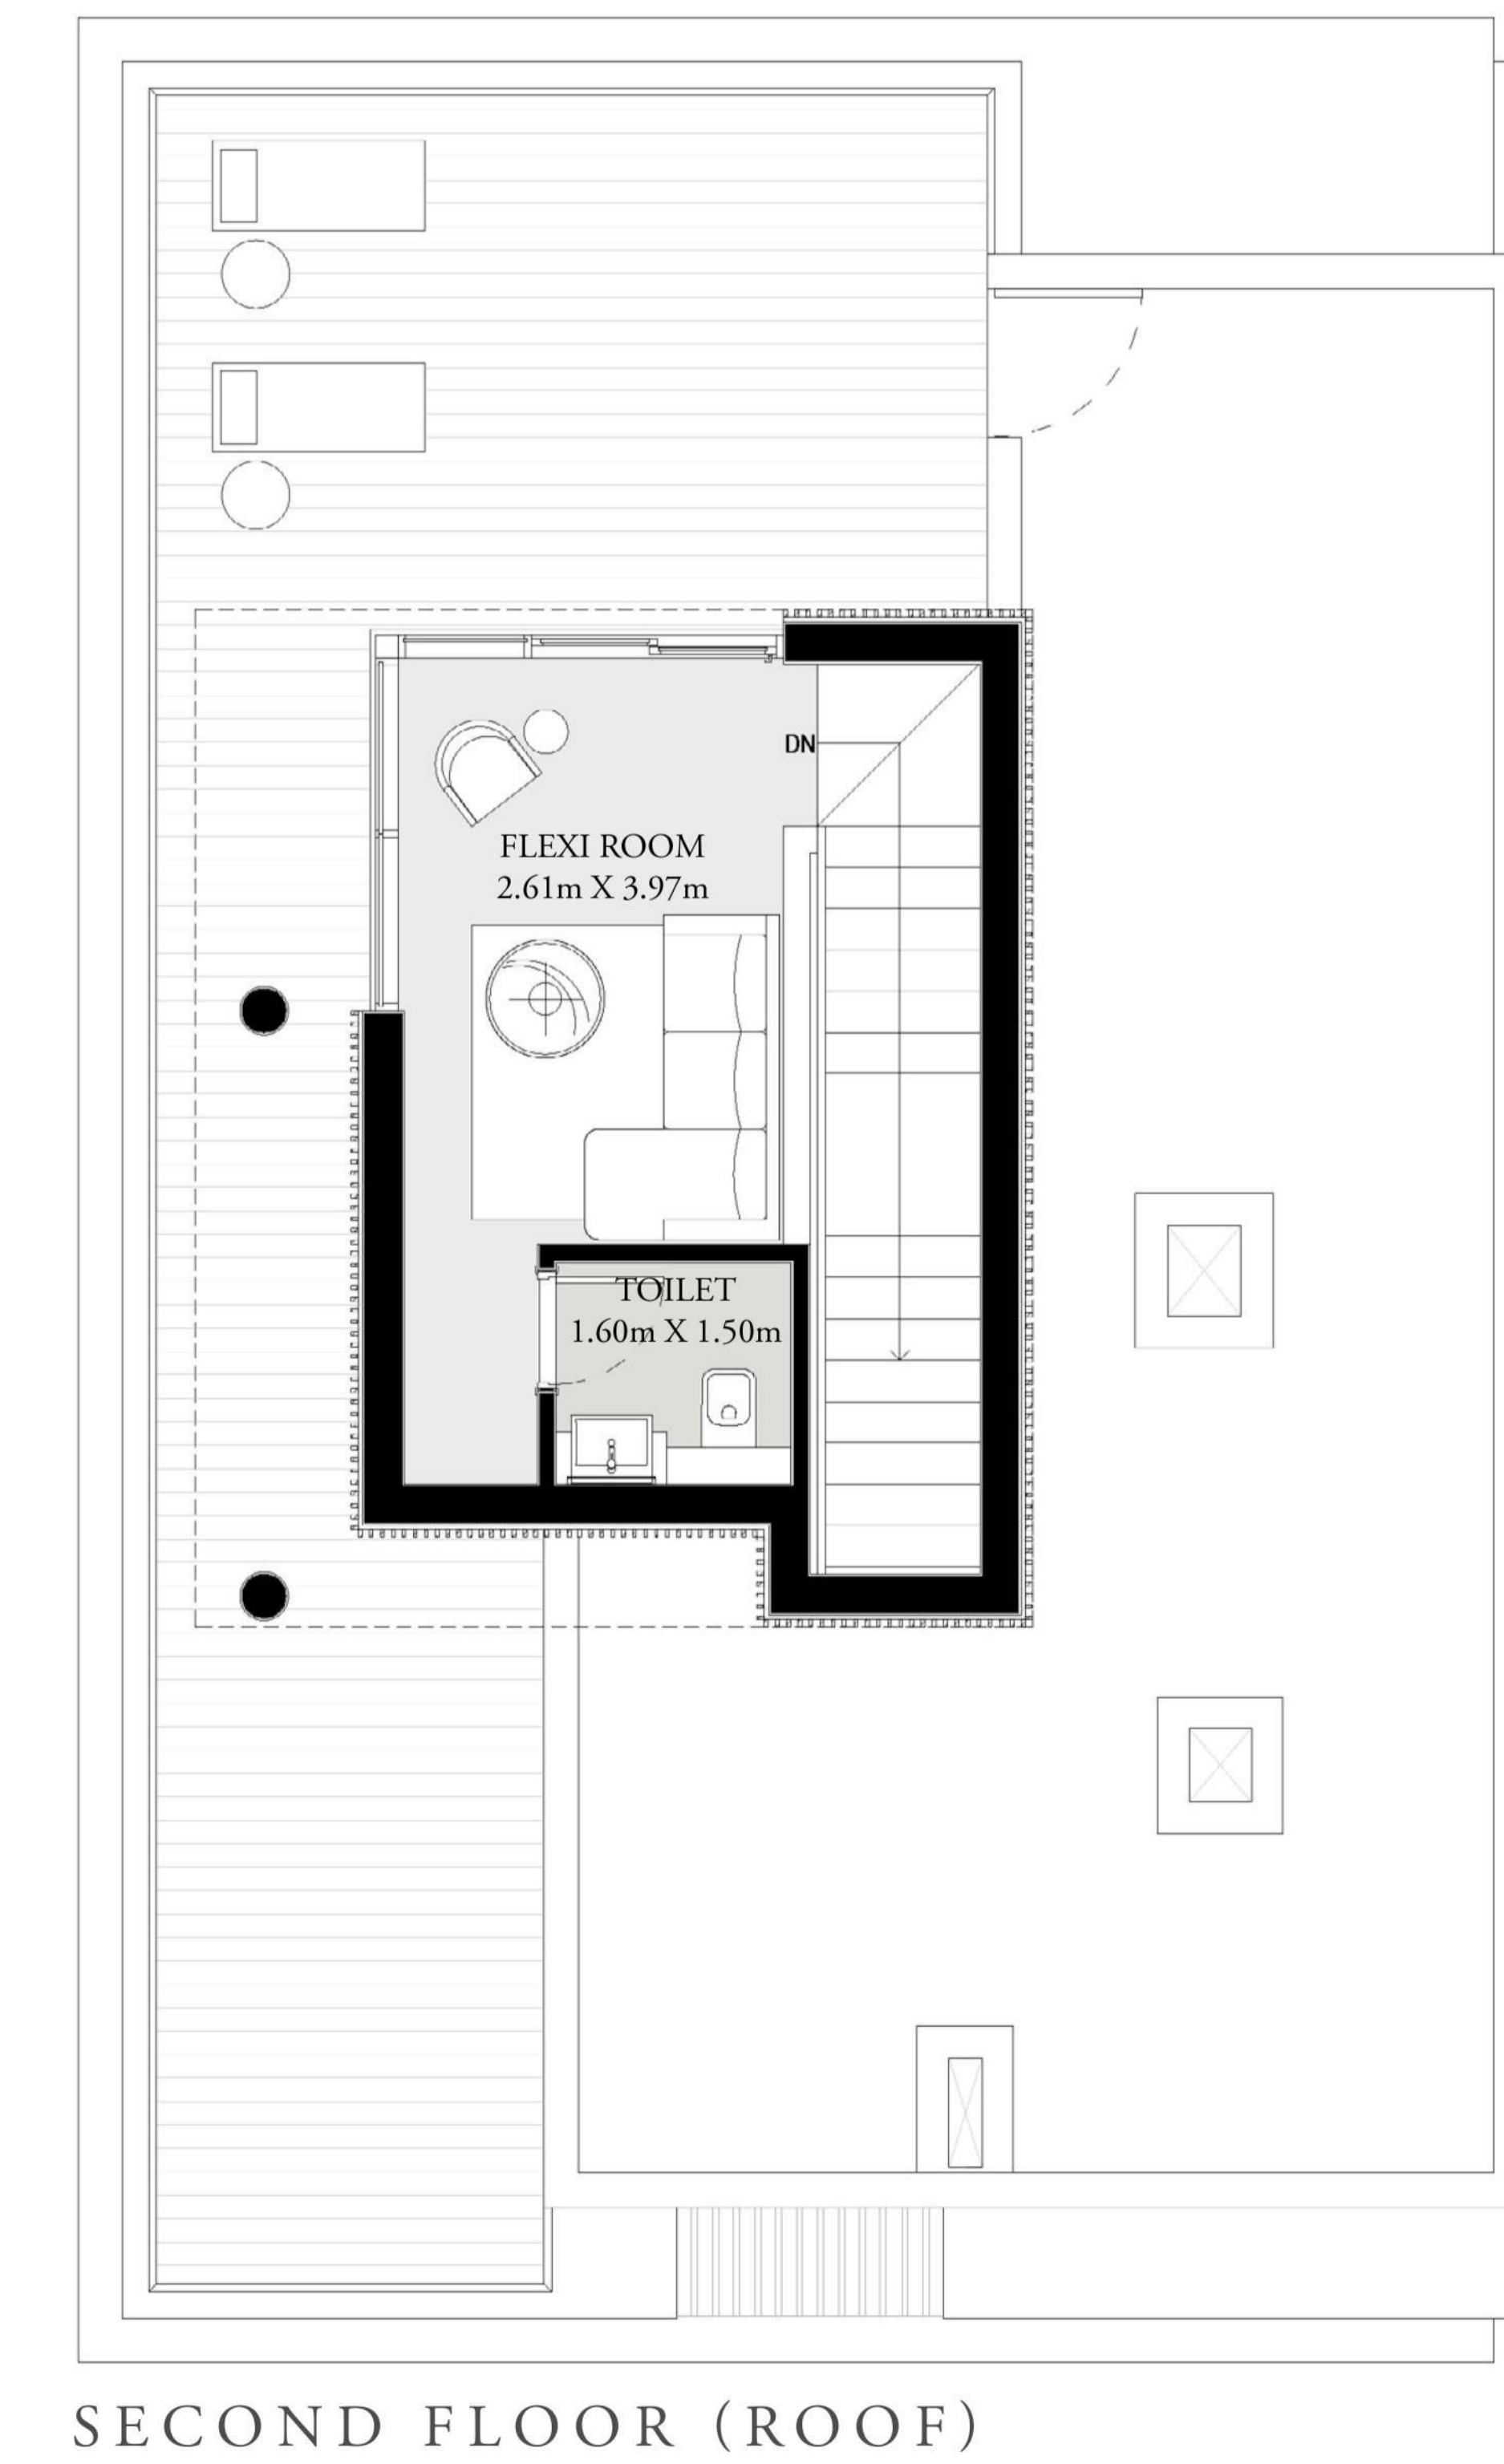 DN
FLEXI ROOM
2.61m X 3.97m
TOILET
1.60m X 1.50m
SECOND FLOOR (ROOF)